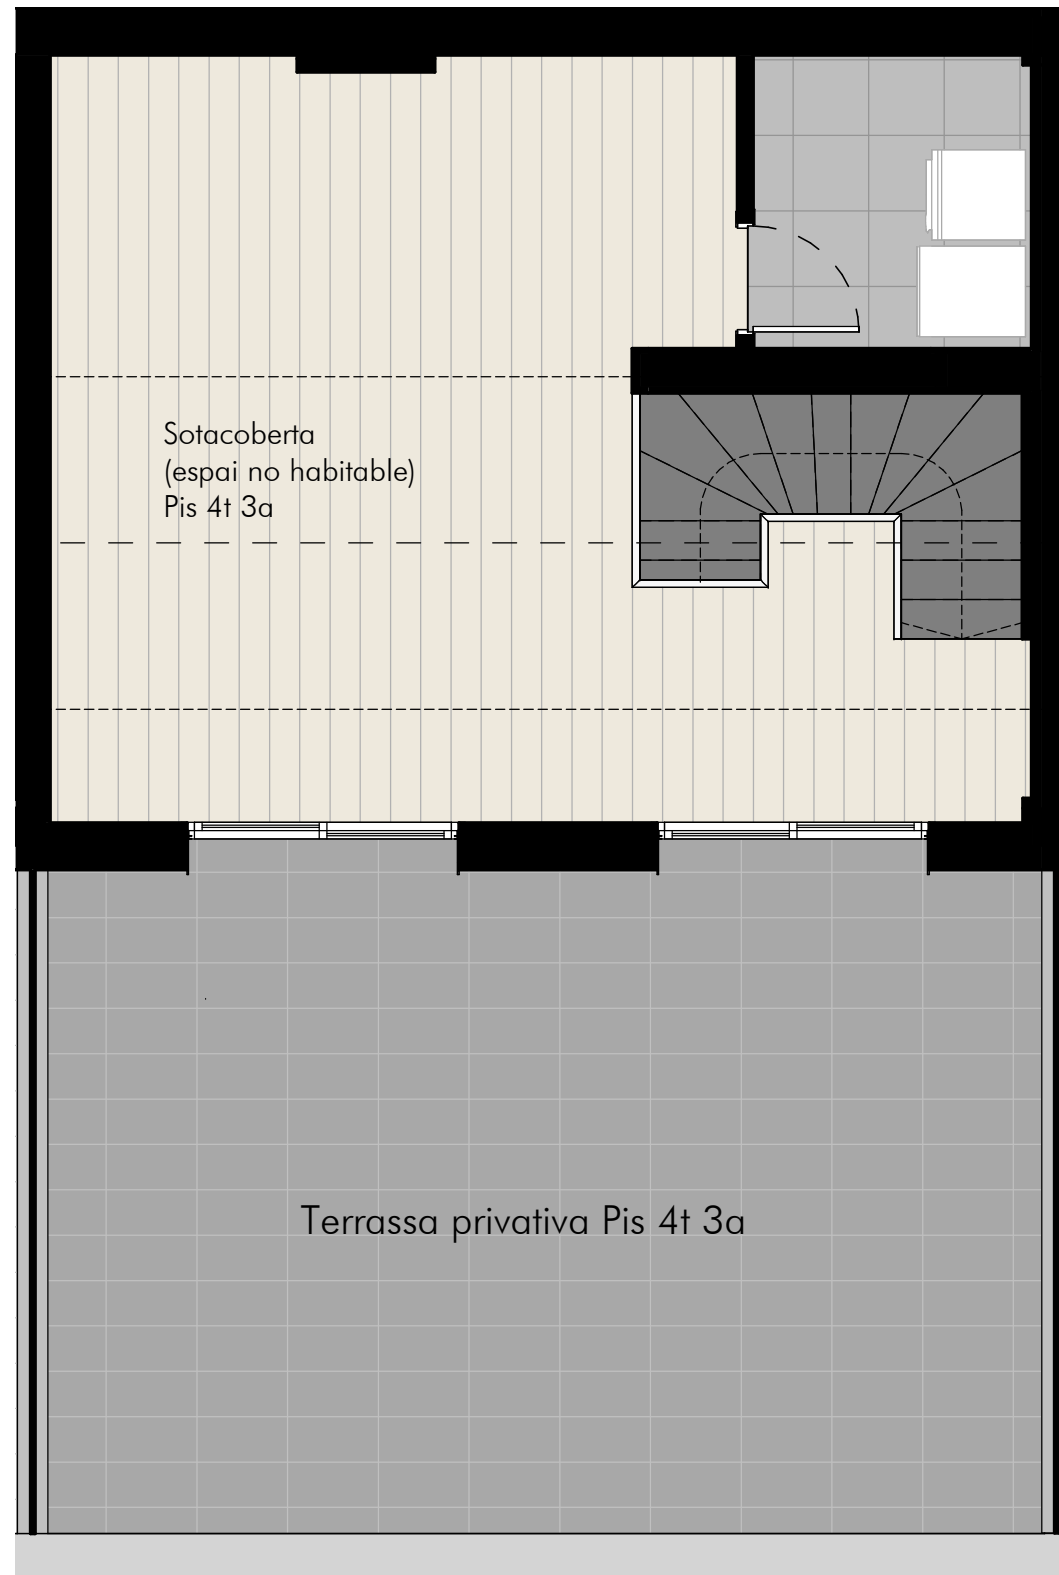 Sotacoberta
(espai no habitable)
Pis 4t 3a
Terrassa privativa Pis 4t 3a